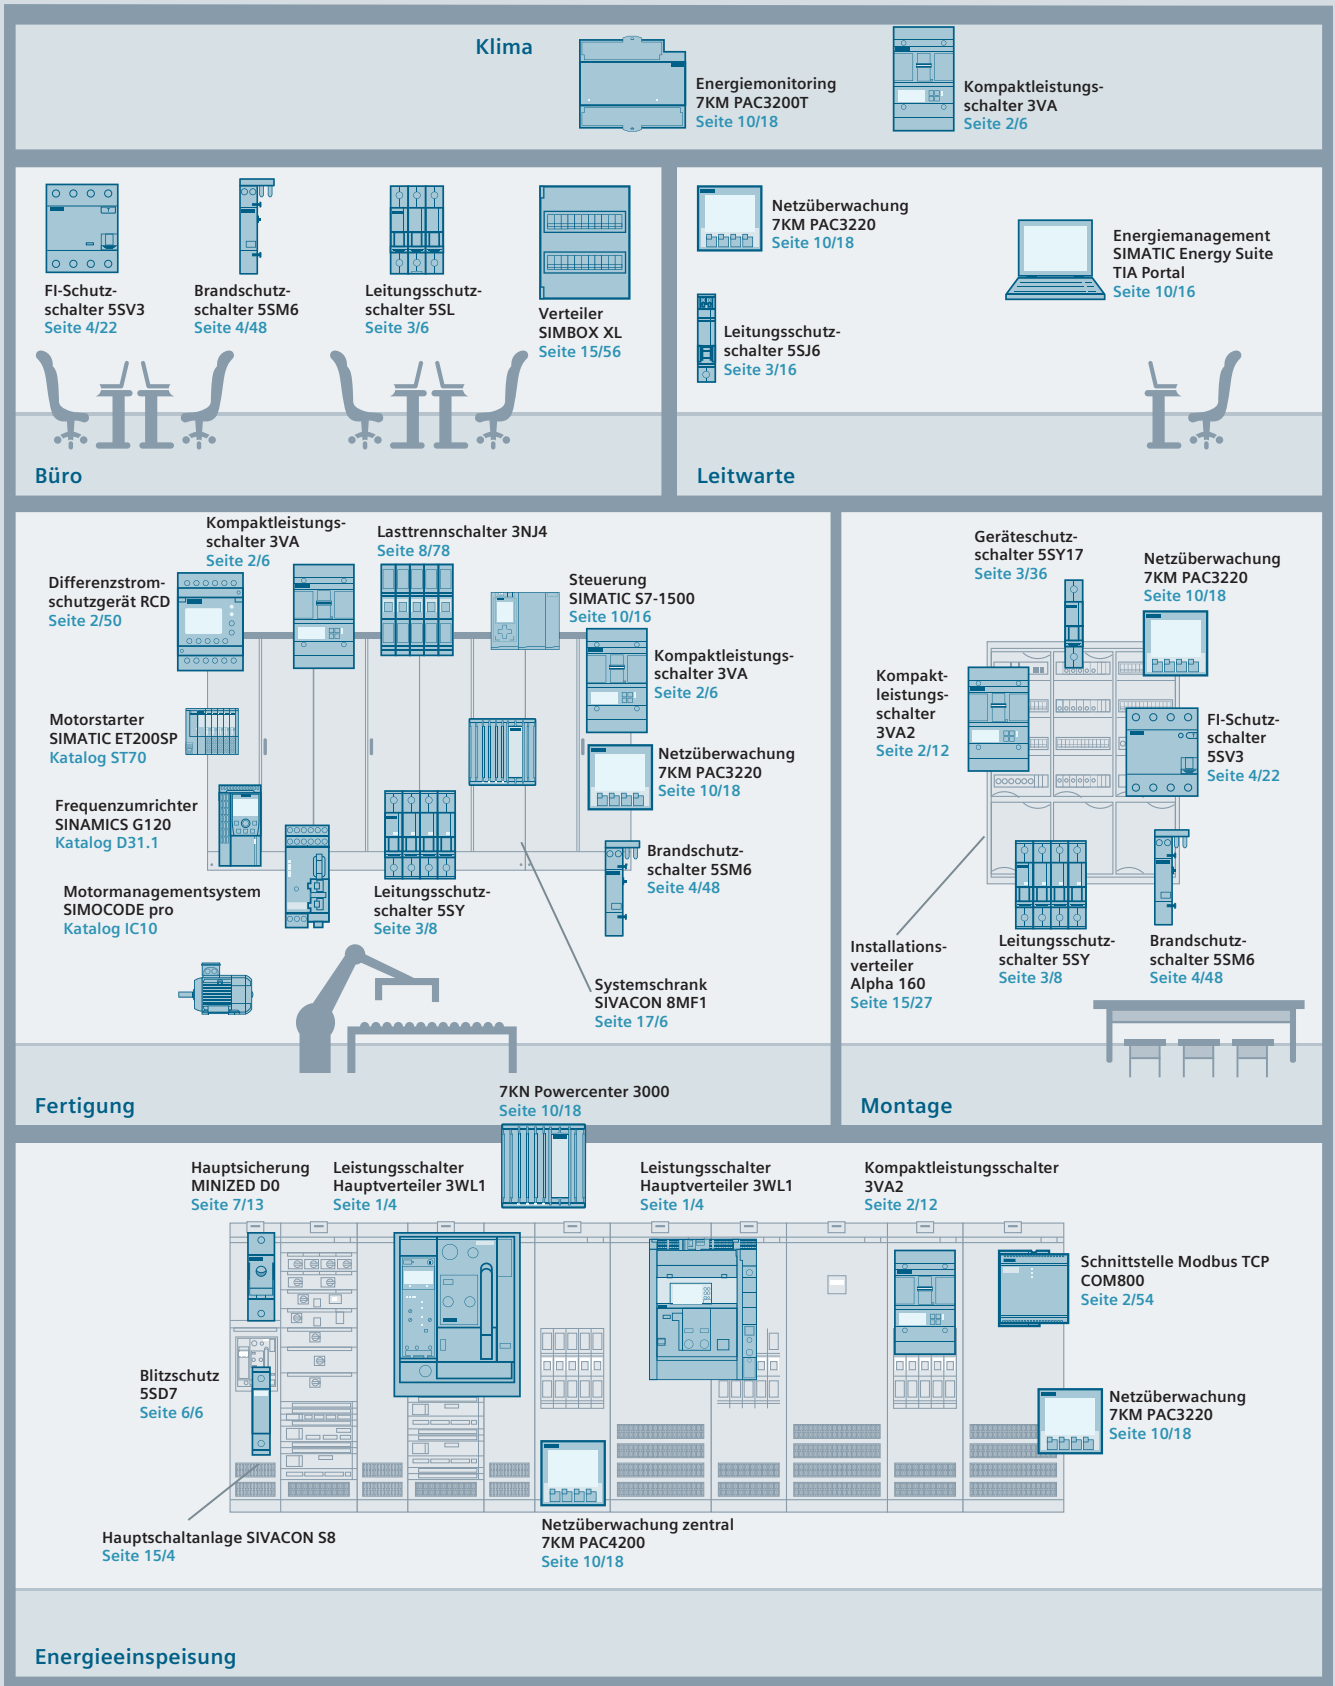 Klima
Energiemonitoring
7KM PAC3200T
Seite 10/18
Kompaktleistungs-
schalter 3VA
Seite 2/6
FI-Schutz-
schalter 5SV3
Seite 4/22
Brandschutz-
schalter 5SM6
Seite 4/48
Leitungsschutz-
schalter 5SL
Seite 3/6
Verteiler
SIMBOX XL
Seite 15/56
Büro
Netzüberwachung
7KM PAC3220
Seite 10/18
Leitungsschutz-
schalter 5SJ6
Seite 3/16
Energiemanagement
SIMATIC Energy Suite
TIA Portal
Seite 10/16
Leitwarte
Kompaktleistungs-
schalter 3VA
Seite 2/6
Lasttrennschalter 3NJ4
Seite 8/78
Differenzstrom-
schutzgerät RCD
Seite 2/50
Steuerung
SIMATIC S7-1500
Seite 10/16
Kompaktleistungs-
schalter 3VA
Seite 2/6
Motorstarter
SIMATIC ET200SP
Katalog ST70
Netzüberwachung
7KM PAC3220
Seite 10/18
Frequenzumrichter
SINAMICS G120
Katalog D31.1
Brandschutz-
schalter 5SM6
Seite 4/48
Motormanagementsystem
SIMOCODE pro
Katalog IC10
Leitungsschutz-
schalter 5SY
Seite 3/8
Systemschrank
SIVACON 8MF1
Seite 17/6
Fertigung
Geräteschutz-
schalter 5SY17
Seite 3/36
Netzüberwachung
7KM PAC3220
Seite 10/18
Kompakt-
leistungs-
schalter
3VA2
Seite 2/12
FI-Schutz-
schalter
5SV3
Seite 4/22
Installations-
verteiler
Alpha 160
Seite 15/27
Leitungsschutz-
schalter 5SY
Seite 3/8
Brandschutz-
schalter 5SM6
Seite 4/48
Montage
7KN Powercenter 3000
Seite 10/18
Hauptsicherung
MINIZED D0
Seite 7/13
Leistungsschalter
Hauptverteiler 3WL1
Seite 1/4
Leistungsschalter
Hauptverteiler 3WL1
Seite 1/4
Kompaktleistungsschalter
3VA2
Seite 2/12
Schnittstelle Modbus TCP
COM800
Seite 2/54
Blitzschutz
5SD7
Seite 6/6
Netzüberwachung
7KM PAC3220
Seite 10/18
Hauptschaltanlage SIVACON S8
Seite 15/4
Netzüberwachung zentral
7KM PAC4200
Seite 10/18
Energieeinspeisung